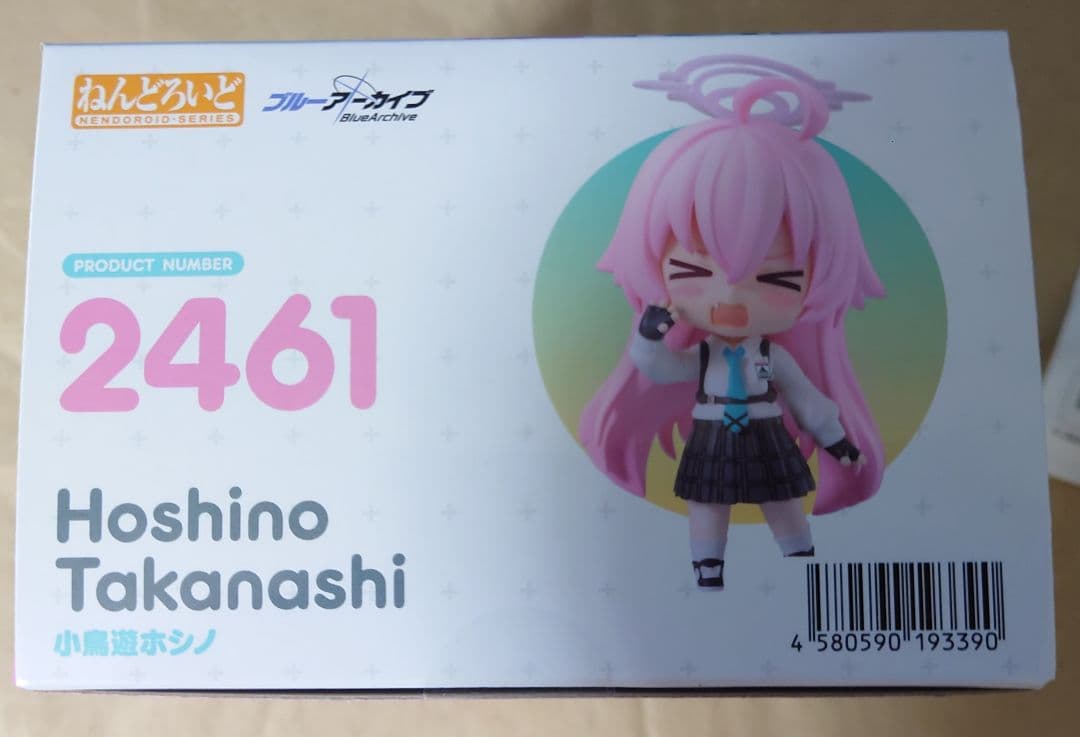 ねんどろいど
NENDOROID・SERIES
ブルーアーカイブ
BlueArchive
PRODUCT NUMBER
2461
Hoshino
Takanashi
小鳥遊ホシノ
4 580590 193390